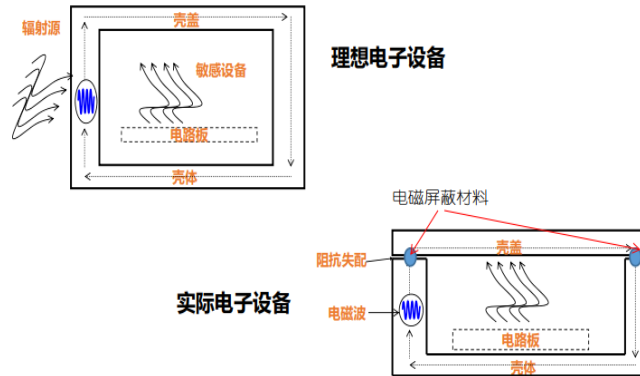 辐射源
壳盖
理想电子设备
敏感设备
电路板
壳体
电磁屏蔽材料
壳盖
阻抗失配
实际电子设备
电磁波
电路板
壳体